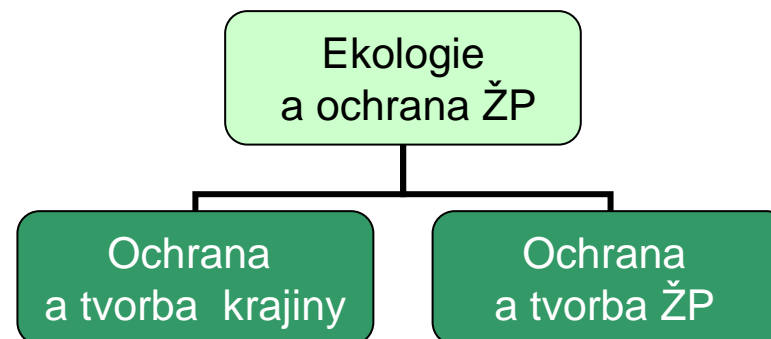 Ekologie
a ochrana ŽP
Ochrana
a tvorba krajiny
Ochrana
a tvorba ŽP